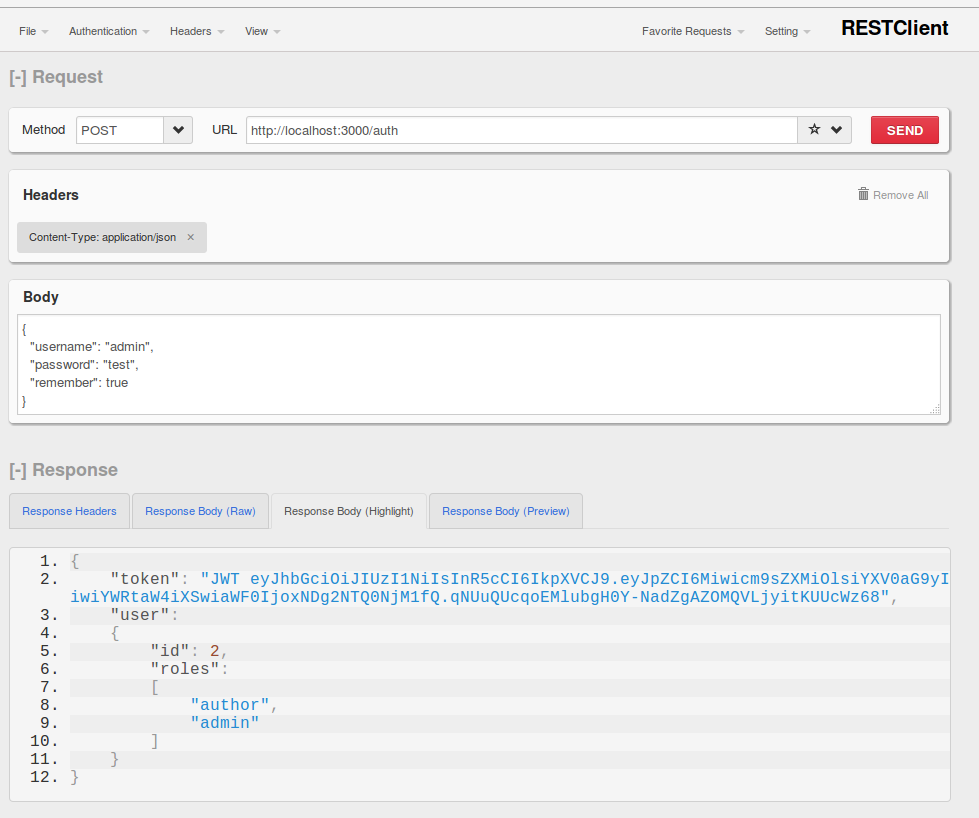 File Authentication Headers View Favorite Requests Setting RESTClient
[-] Request
Method POST URL http://localhost:3000/auth SEND
Headers Remove All
Content-Type: application/json ×
Body
{
"username": "admin",
"password": "test",
"remember": true
}
[-] Response
Response Headers Response Body (Raw) Response Body (Highlight) Response Body (Preview)
1. {
2. "token": "JWT eyJhbGciOiJIUzI1NiIsInR5cCI6IkpXVCJ9.eyJpZCI6Miwicm9sZXMiOlsiYXV0aG9yI
iwiYWRtaW4iXSwiaWF0IjoxNDg2NTQ0NjM1fQ.qNUuQUcqoEMlubgH0Y-NadZgAZOMQVLjyitKUUcWz68",
3. "user":
4. {
5. "id": 2,
6. "roles":
7. [
8. "author",
9. "admin"
10. ]
11. }
12. }